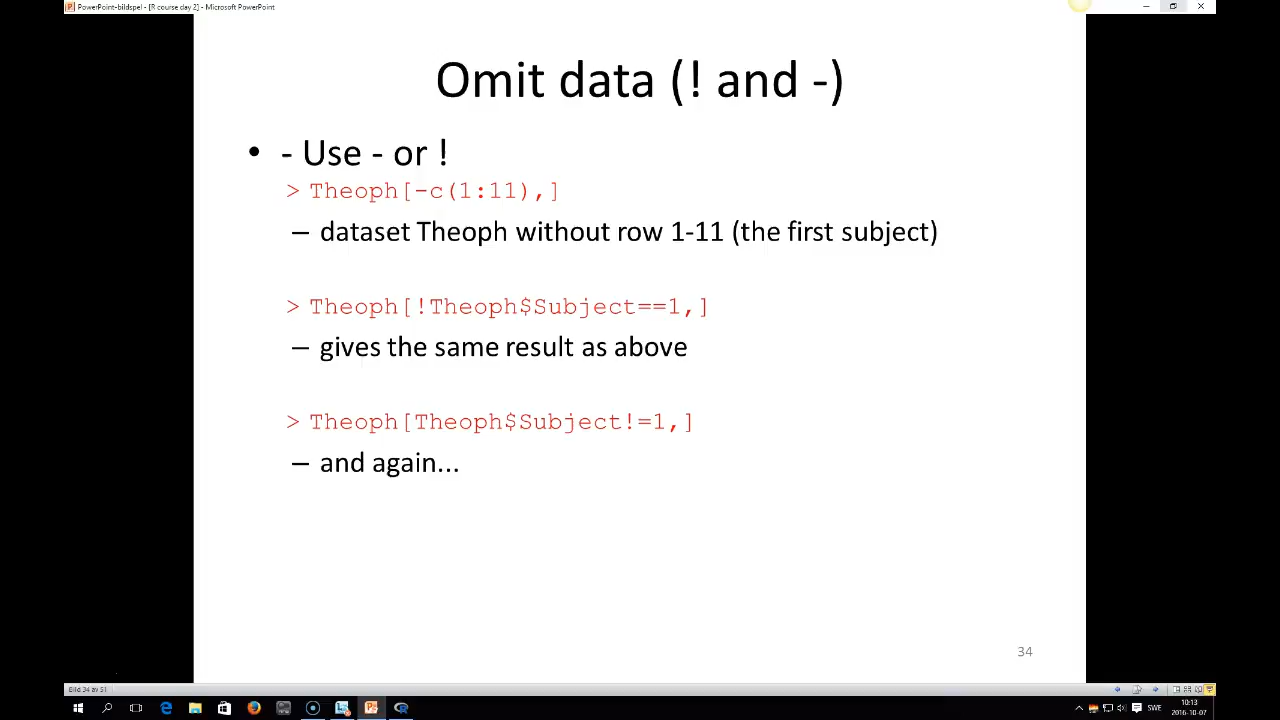 PowerPoint-bildspel - [R course day 2] - Microsoft PowerPoint
Omit data (! and -)
• - Use - or !
> Theoph[-c(1:11),]
– dataset Theoph without row 1-11 (the first subject)
> Theoph[!Theoph$Subject==1,]
– gives the same result as above
> Theoph[Theoph$Subject!=1,]
– and again...
34
Bild 34 av 51
SWE
10:13
2016-10-07